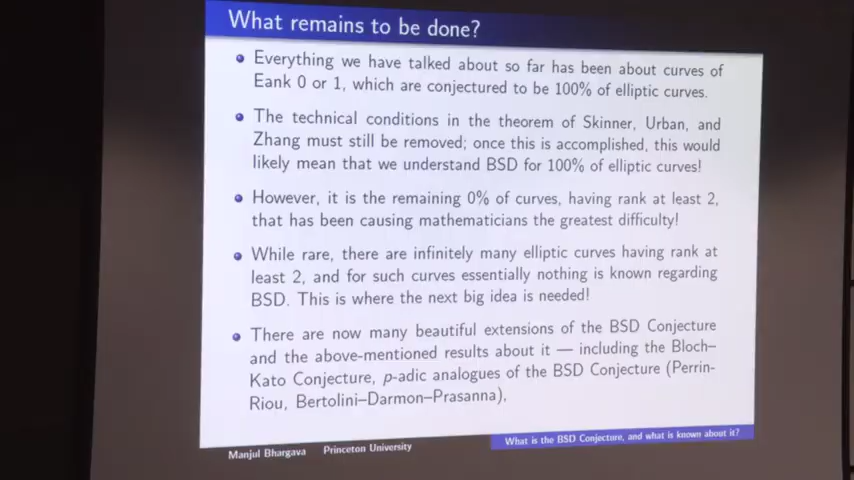 What remains to be done?
Everything we have talked about so far has been about curves of
Eank 0 or 1, which are conjectured to be 100% of elliptic curves.
The technical conditions in the theorem of Skinner, Urban, and
Zhang must still be removed; once this is accomplished, this would
likely mean that we understand BSD for 100% of elliptic curves!
However, it is the remaining 0% of curves, having rank at least 2,
that has been causing mathematicians the greatest difficulty!
While rare, there are infinitely many elliptic curves having rank at
least 2, and for such curves essentially nothing is known regarding
BSD. This is where the next big idea is needed!
There are now many beautiful extensions of the BSD Conjecture
and the above-mentioned results about it — including the Bloch–
Kato Conjecture, p-adic analogues of the BSD Conjecture (Perrin-
Riou, Bertolini–Darmon–Prasanna),
Manjul Bhargava Princeton University
What is the BSD Conjecture, and what is known about it?